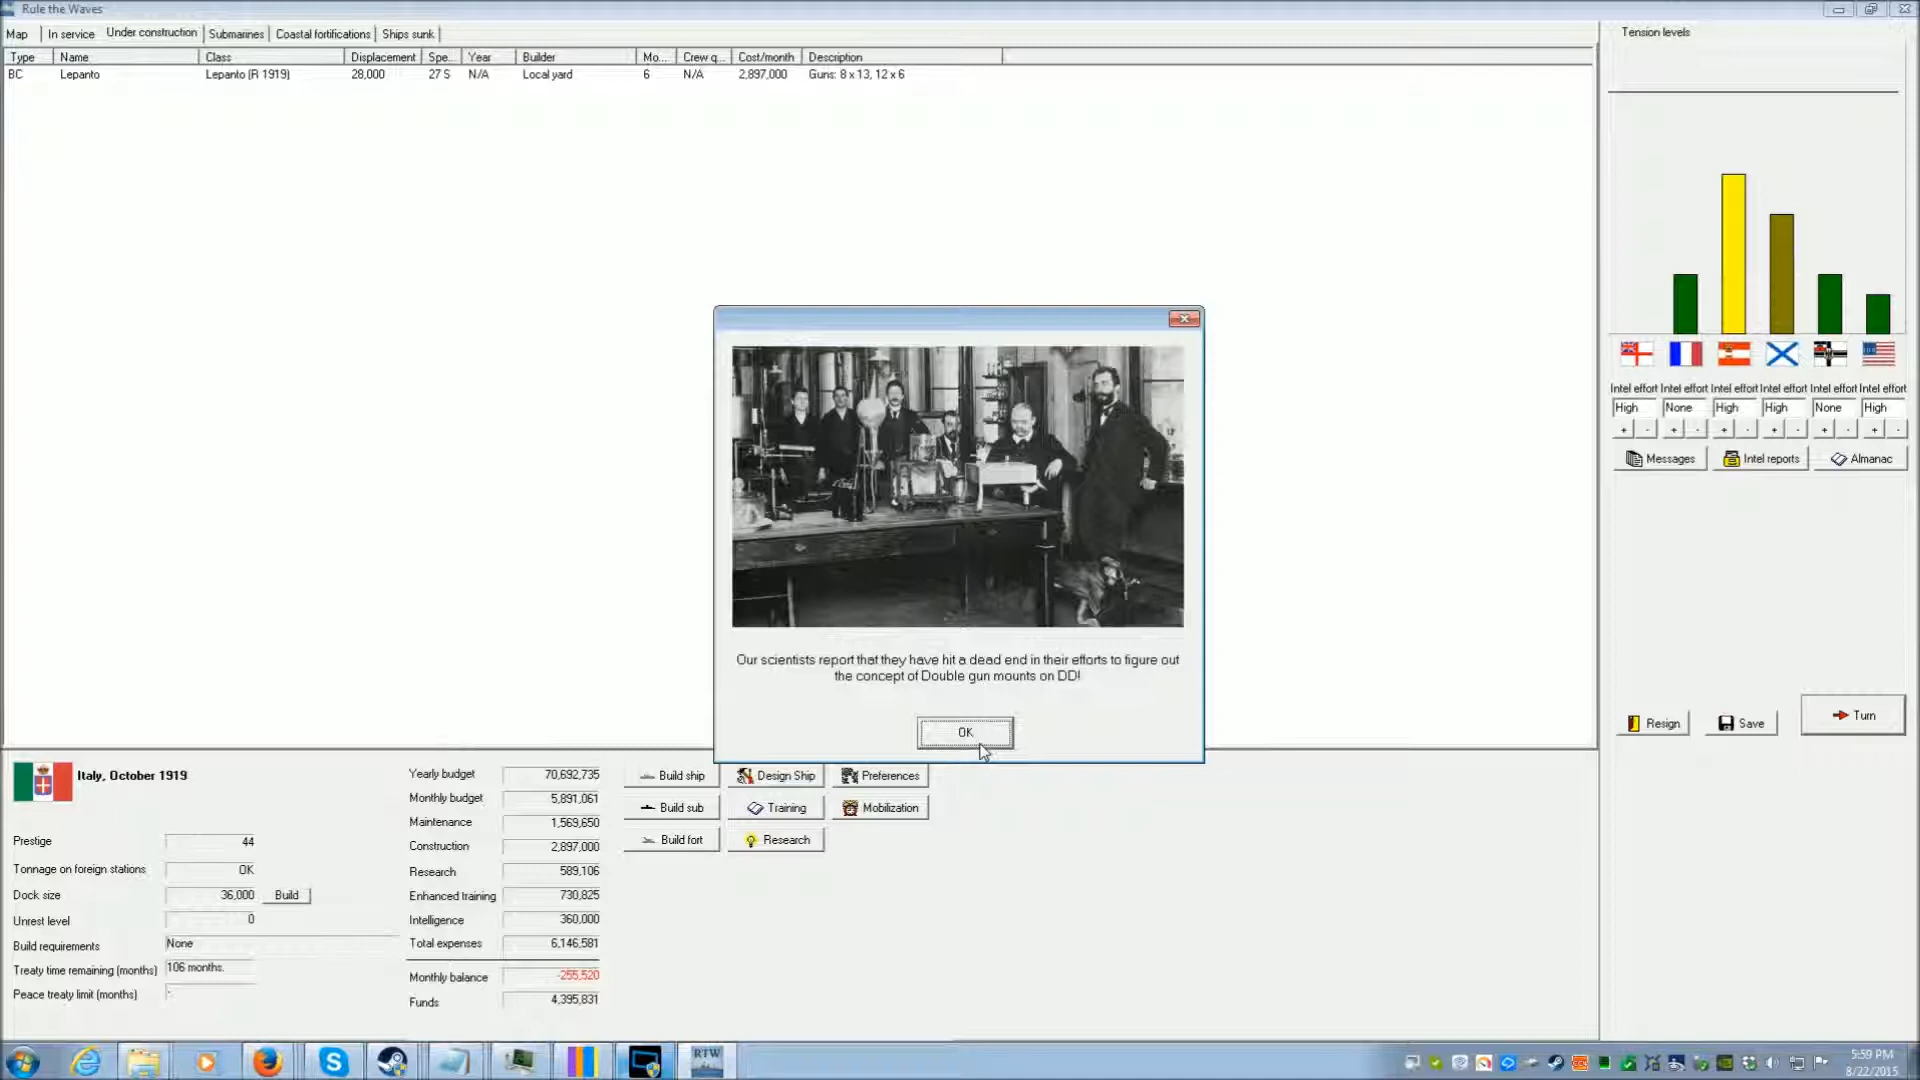 Rule the Waves
Map In service Under construction Submarines Coastal fortifications Ships sunk
Type Name Class Displacement Spe... Year Builder Mo... Crew q... Cost/month Description
BC Lepanto Lepanto (R 1919) 28,000 27 S N/A Local yard 6 N/A 2,897,000 Guns: 8 x 13, 12 x 6
Tension levels
Intel effort Intel effort Intel effort Intel effort Intel effort Intel effort
High None High High None High
+ - + - + - + - + - + -
Messages Intel reports Almanac
Our scientists report that they have hit a dead end in their efforts to figure out
the concept of Double gun mounts on DD!
OK
Resign Save Turn
Italy, October 1919
Prestige 44
Tonnage on foreign stations OK
Dock size 36,000 Build
Unrest level 0
Build requirements None
Treaty time remaining (months) 106 months.
Peace treaty limit (months) -
Yearly budget 70,692,735
Monthly budget 5,891,061
Maintenance 1,569,650
Construction 2,897,000
Research 589,106
Enhanced training 730,825
Intelligence 360,000
Total expenses 6,146,581
Monthly balance -255,520
Funds 4,395,831
Build ship Design Ship Preferences
Build sub Training Mobilization
Build fort Research
RTW
5:59 PM
8/22/2015